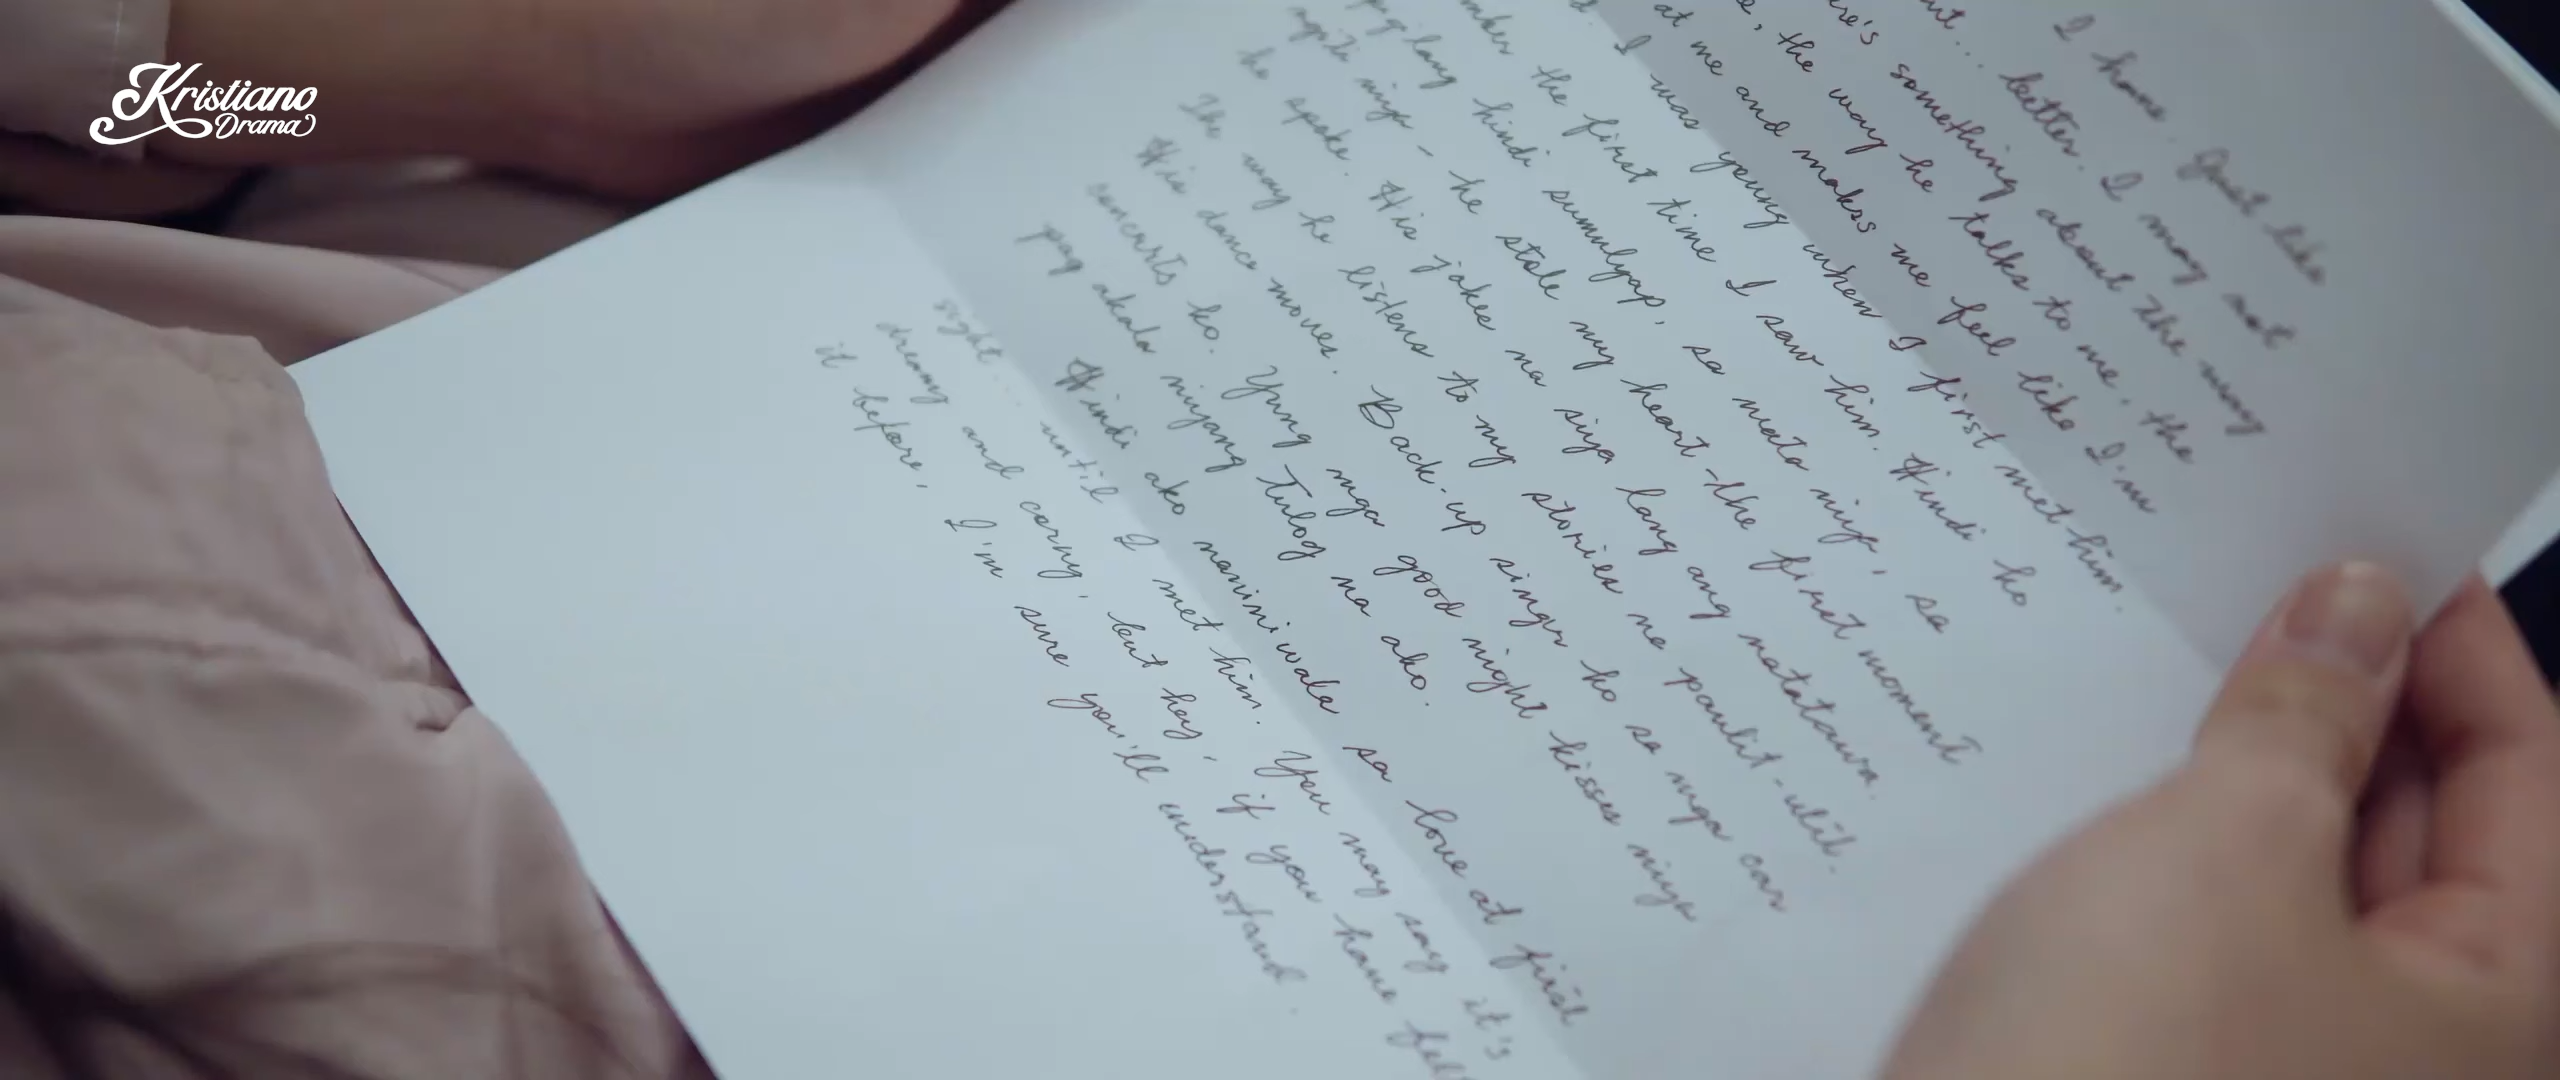 Kristiano
Drama
I have. Just like
better. I may not
something about the way
the way he talks to me, the
at me and makes me feel like I'm
I was young when I first met him.
the first time I saw him. Hindi ko
lang hindi sumulyap, sa mata niya, sa
ngiti niya - he stole my heart - the first moment
he spoke. His jokes na siya lang ang natatawa.
The way he listens to my stories na paulit-ulit.
His dance moves. Back-up singer ko sa mga car
concerts ko. Yung mga good night kisses niya
pag akala niyang tulog na ako.
Hindi ako naniniwala sa love at first
sight... until I met him. You may say it's
dreamy and corny, but hey, if you have felt
it before, I'm sure you'll understand.